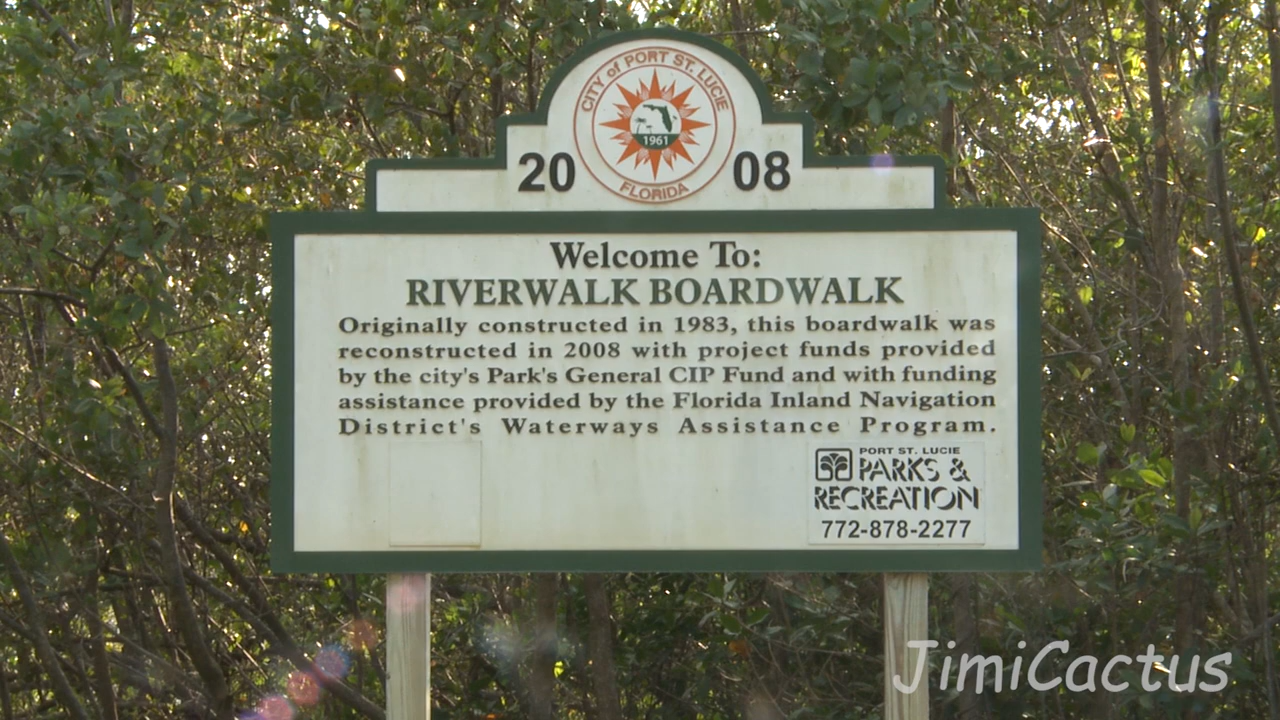 CITY of PORT ST. LUCIE
1961
FLORIDA
20 08
Welcome To:
RIVERWALK BOARDWALK
Originally constructed in 1983, this boardwalk was
reconstructed in 2008 with project funds provided
by the city's Park's General CIP Fund and with funding
assistance provided by the Florida Inland Navigation
District's Waterways Assistance Program.
PORT ST. LUCIE
PARKS &
RECREATION
772-878-2277
JimiCactus